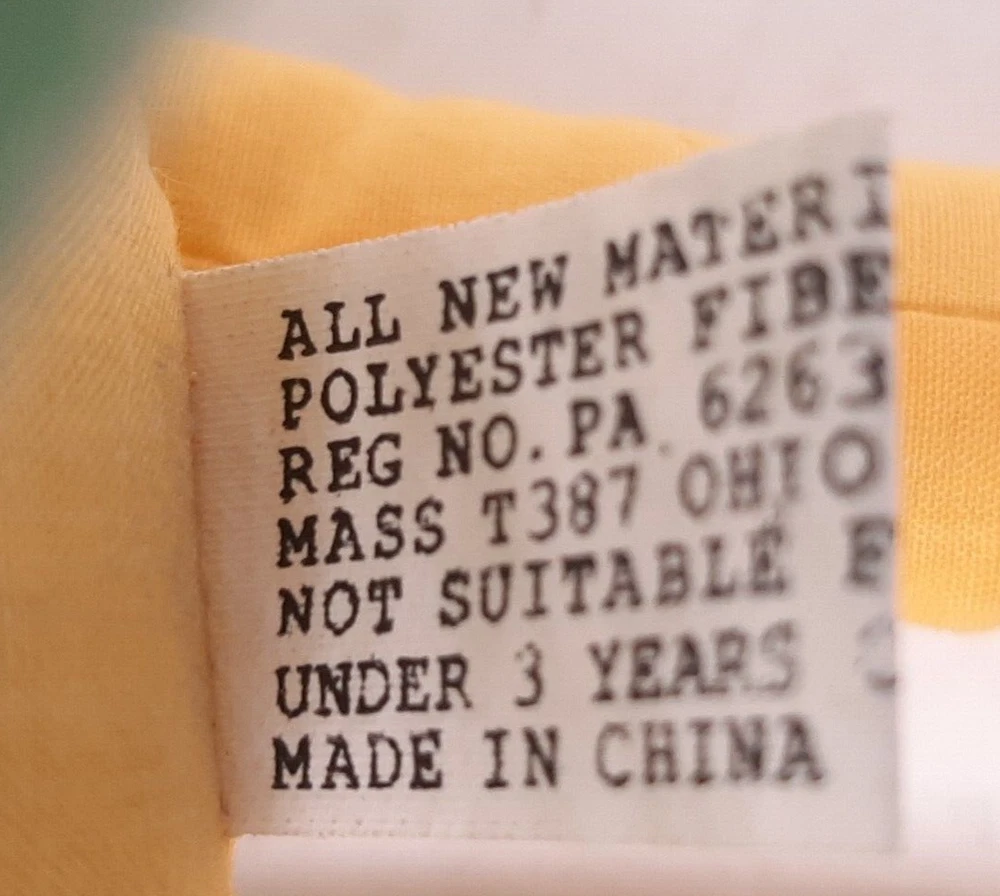 ALL NEW MATERI
POLYESTER FIBE
REG NO. PA. 6263
MASS T387 OHIO
NOT SUITABLE
UNDER 3 YEARS
MADE IN CHINA